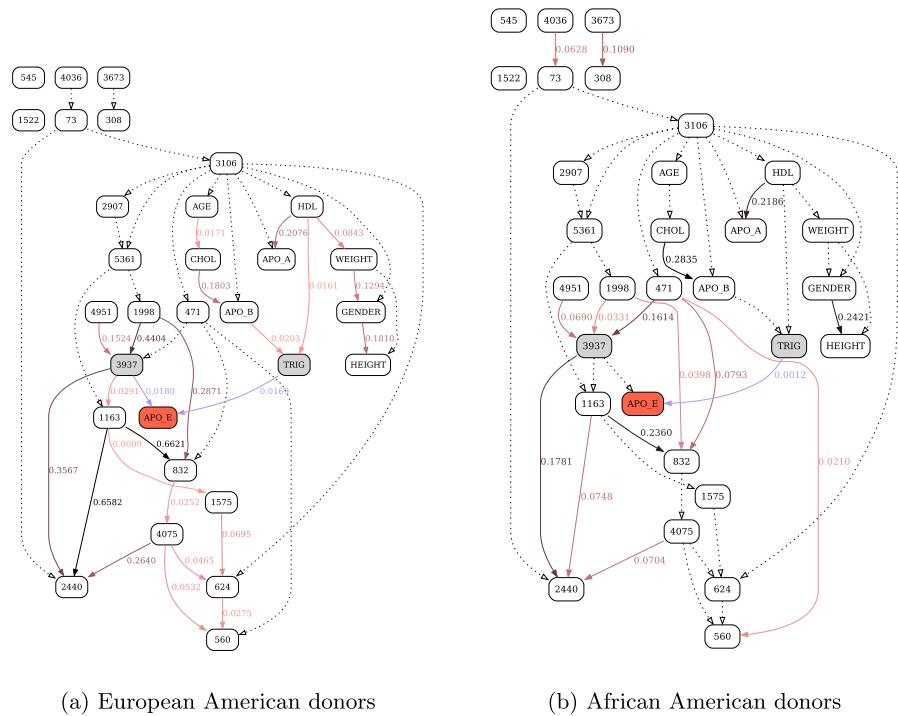 545 4036 3673
1522 73 308
3106
2907 AGE HDL
0.0171 0.2076 0.0843
5361 CHOL APO_A WEIGHT
0.1803 0.0161 0.1294
4951 1998 471 APO_B GENDER
0.1524 0.4404 0.0203 0.1810
3937 TRIG HEIGHT
0.0291 0.0180 0.2871 0.0164
1163 APO_E
0.0009 0.6621
832
0.3567 0.6582 0.0252 1575
4075 0.0695
0.2640 0.0465
2440 0.0532 624
0.0275
560
(a) European American donors
545 4036 3673
0.0628 0.1090
1522 73 308
3106
2907 AGE HDL
0.2186
5361 CHOL APO_A WEIGHT
0.2835
4951 1998 471 APO_B GENDER
0.0690 0.0331 0.1614 0.2421
3937 TRIG HEIGHT
0.0398 0.0793 0.0012
1163 APO_E
0.2360
832
0.1781 0.0748 0.0210
1575
4075
0.0704
2440 624
560
(b) African American donors